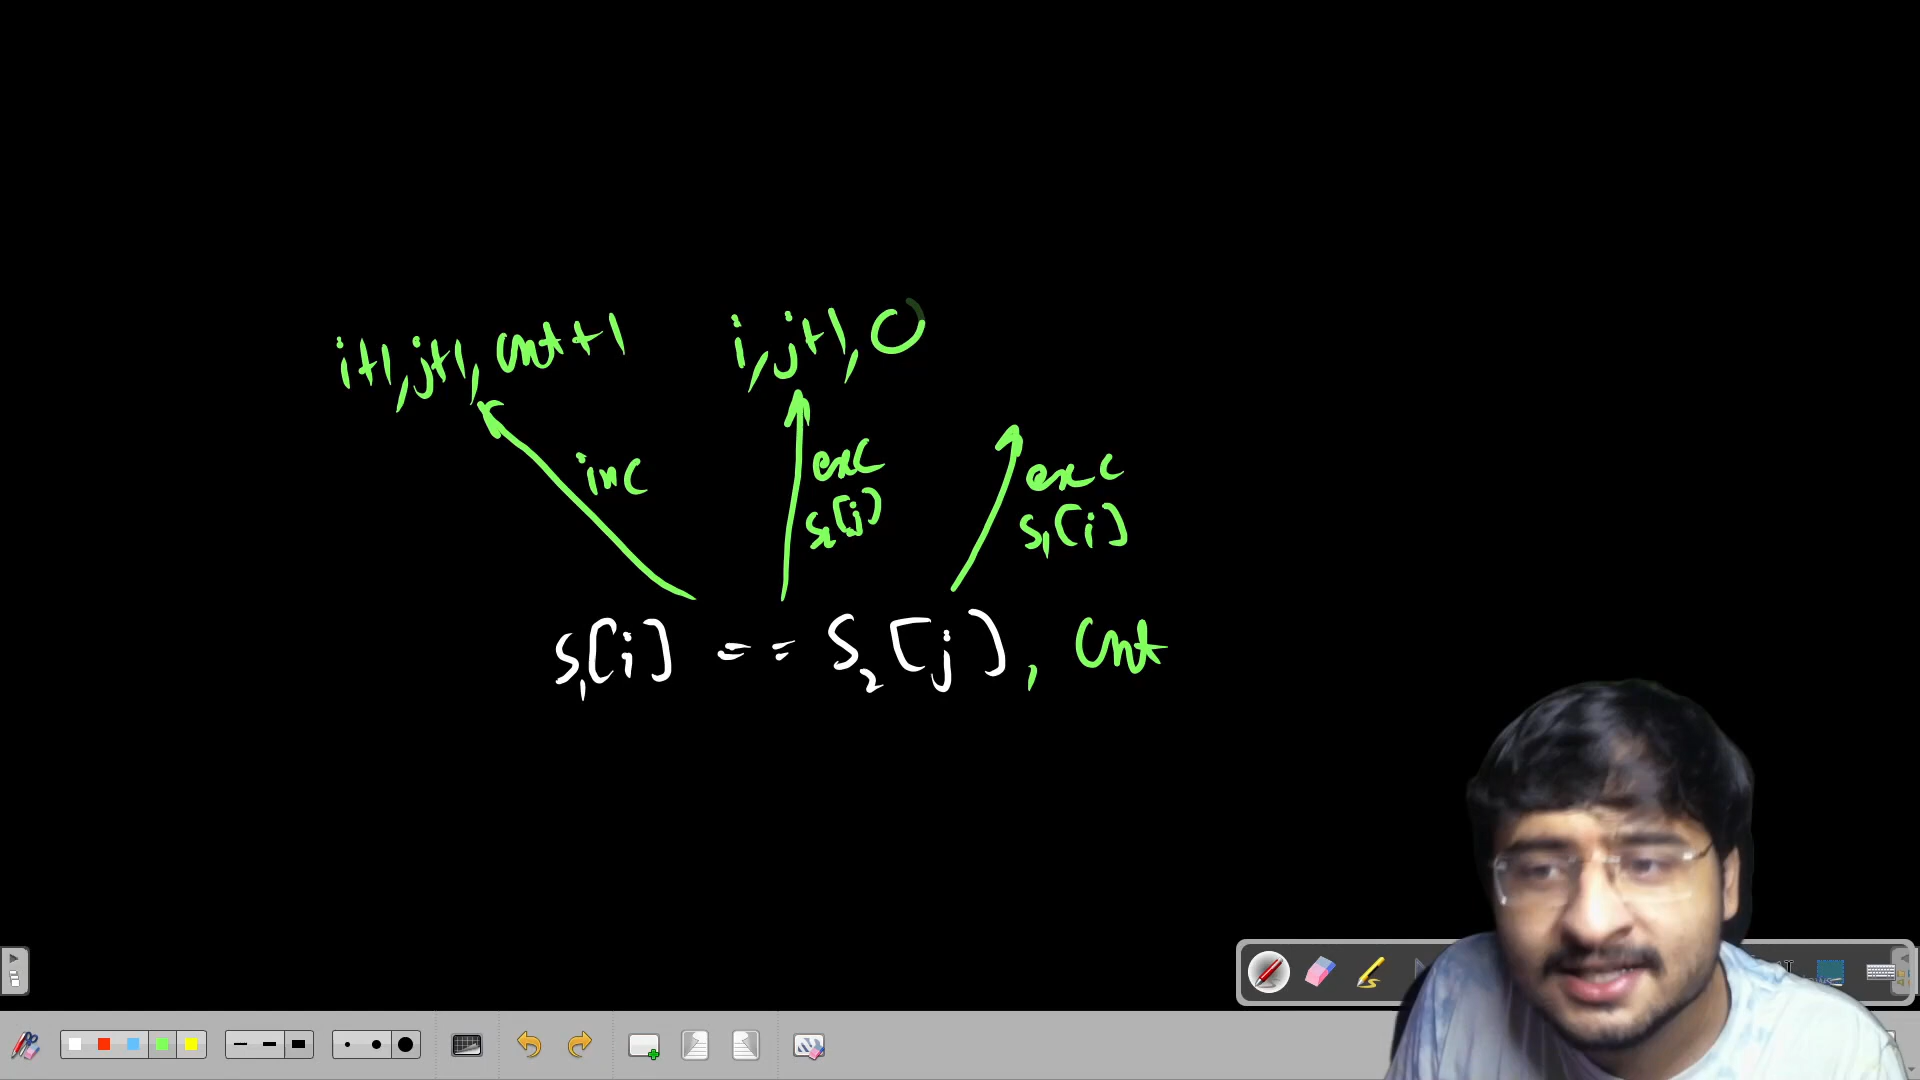 i+1, j+1, cnt+1
i, j+1, 0
inc
exc
s2[j]
exc
s1[i]
s1[i] == s2[j], cnt